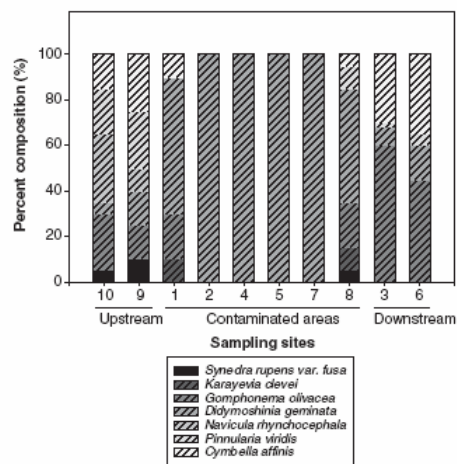 100
80
60
40
20
0
Percent composition (%)
10 9 1 2 4 5 7 8 3 6
Upstream Contaminated areas Downstream
Sampling sites
Synedra rupens var. fusa
Karayevia clevei
Gomphonema olivacea
Didymoshinia geminata
Navicula rhynchocephala
Pinnularia viridis
Cymbella affinis